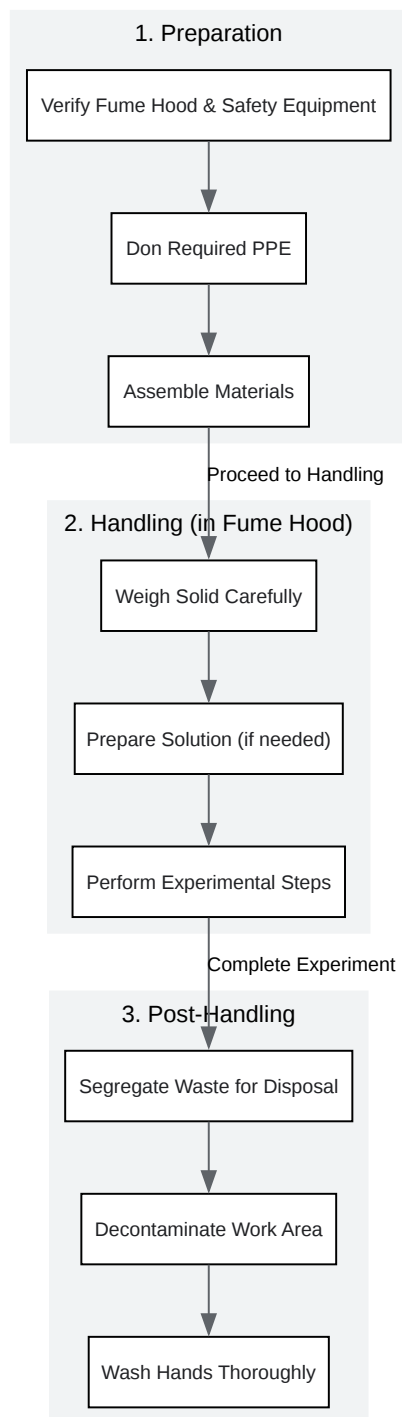 1. Preparation
Verify Fume Hood & Safety Equipment
Don Required PPE
Assemble Materials
Proceed to Handling
2. Handling (in Fume Hood)
Weigh Solid Carefully
Prepare Solution (if needed)
Perform Experimental Steps
Complete Experiment
3. Post-Handling
Segregate Waste for Disposal
Decontaminate Work Area
Wash Hands Thoroughly